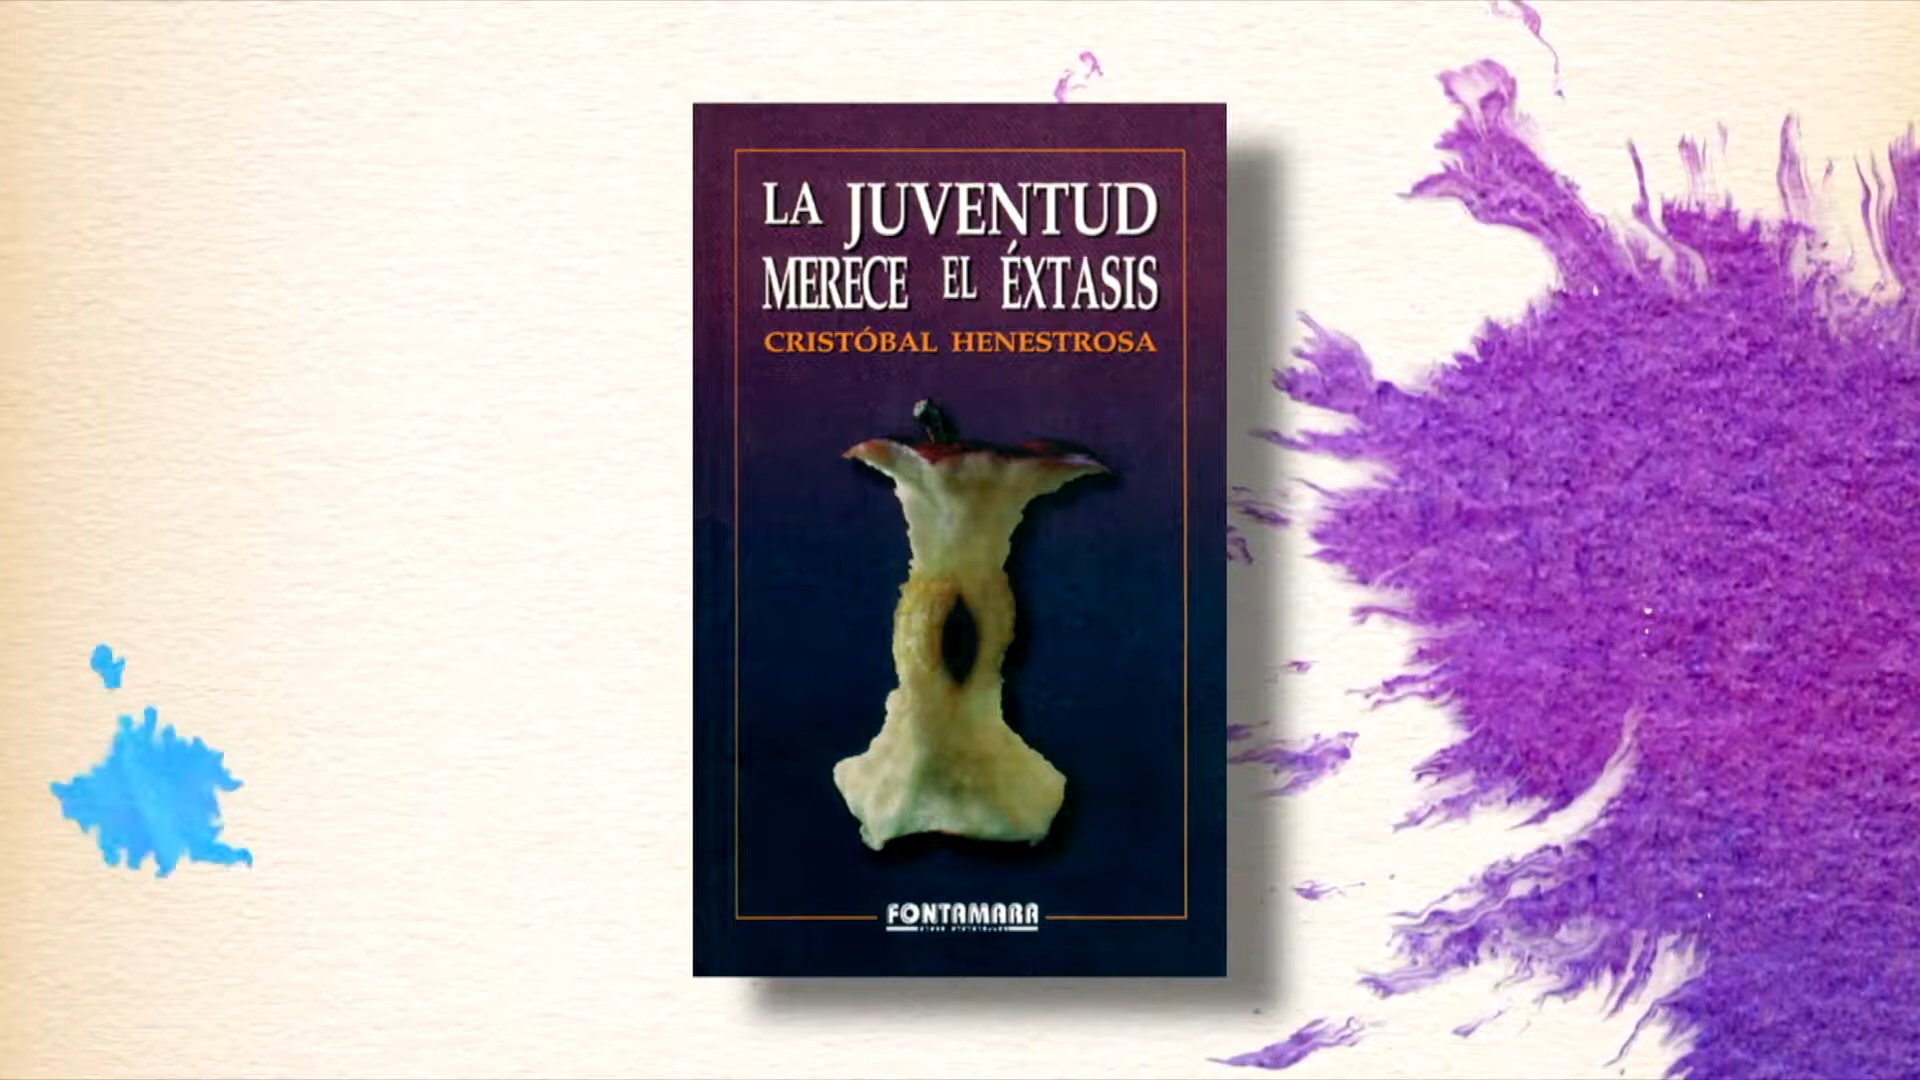 LA JUVENTUD
MERECE EL ÉXTASIS
CRISTÓBAL HENESTROSA
FONTAMARA